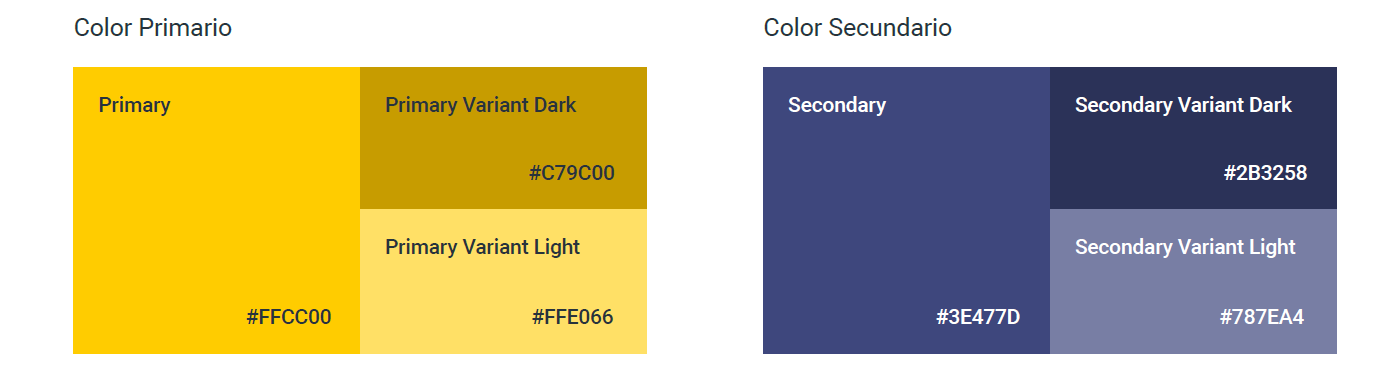 Color Primario
Primary
#FFCC00
Primary Variant Dark
#C79C00
Primary Variant Light
#FFE066
Color Secundario
Secondary
#3E477D
Secondary Variant Dark
#2B3258
Secondary Variant Light
#787EA4